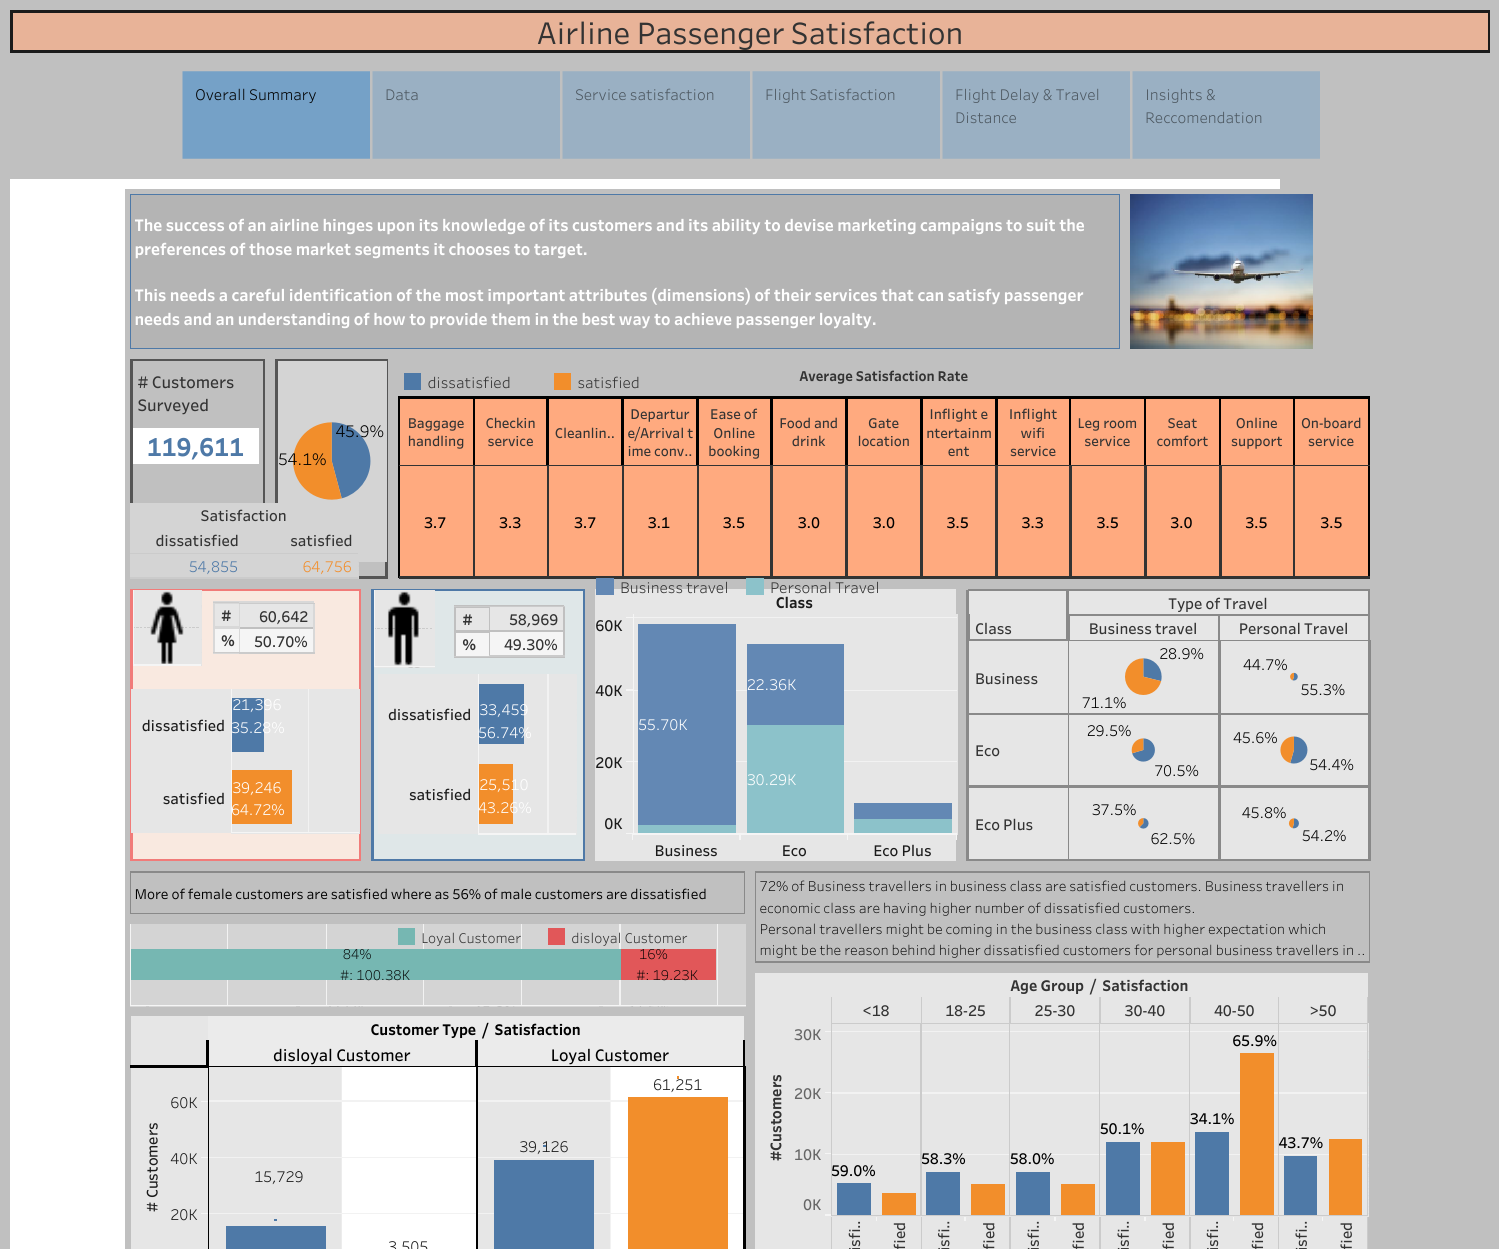 Airline Passenger Satisfaction
Overall Summary
Data
Service satisfaction
Flight Satisfaction
Flight Delay & Travel
Distance
Insights &
Reccomendation
The success of an airline hinges upon its knowledge of its customers and its ability to devise marketing campaigns to suit the
preferences of those market segments it chooses to target.
This needs a careful identification of the most important attributes (dimensions) of their services that can satisfy passenger
needs and an understanding of how to provide them in the best way to achieve passenger loyalty.
# Customers
Surveyed
119,611
45.9%
54.1%
Satisfaction
dissatisfied satisfied
54,855 64,756
dissatisfied satisfied
Average Satisfaction Rate
Baggage
handling
Checkin
service
Cleanlin..
Departur
e/Arrival t
ime conv..
Ease of
Online
booking
Food and
drink
Gate
location
Inflight e
ntertainm
ent
Inflight
wifi
service
Leg room
service
Seat
comfort
Online
support
On-board
service
3.7 3.3 3.7 3.1 3.5 3.0 3.0 3.5 3.3 3.5 3.0 3.5 3.5
# 60,642
% 50.70%
dissatisfied
21,396
35.28%
satisfied
39,246
64.72%
# 58,969
% 49.30%
dissatisfied
33,459
56.74%
satisfied
25,510
43.26%
Business travel Personal Travel
Class
60K
40K
20K
0K
55.70K
22.36K
30.29K
Business Eco Eco Plus
Type of Travel
Class Business travel Personal Travel
Business
28.9%
71.1%
44.7%
55.3%
Eco
29.5%
70.5%
45.6%
54.4%
Eco Plus
37.5%
62.5%
45.8%
54.2%
More of female customers are satisfied where as 56% of male customers are dissatisfied
72% of Business travellers in business class are satisfied customers. Business travellers in
economic class are having higher number of dissatisfied customers.
Personal travellers might be coming in the business class with higher expectation which
might be the reason behind higher dissatisfied customers for personal business travellers in ..
Loyal Customer disloyal Customer
84%
#: 100.38K
16%
#: 19.23K
Customer Type / Satisfaction
disloyal Customer Loyal Customer
# Customers
60K
40K
20K
15,729
3,505
39,126
61,251
Age Group / Satisfaction
<18 18-25 25-30 30-40 40-50 >50
#Customers
30K
20K
10K
0K
59.0%
58.3%
58.0%
50.1%
34.1%
65.9%
43.7%
isfi.. fied isfi.. fied isfi.. fied isfi.. fied isfi.. fied isfi.. fied